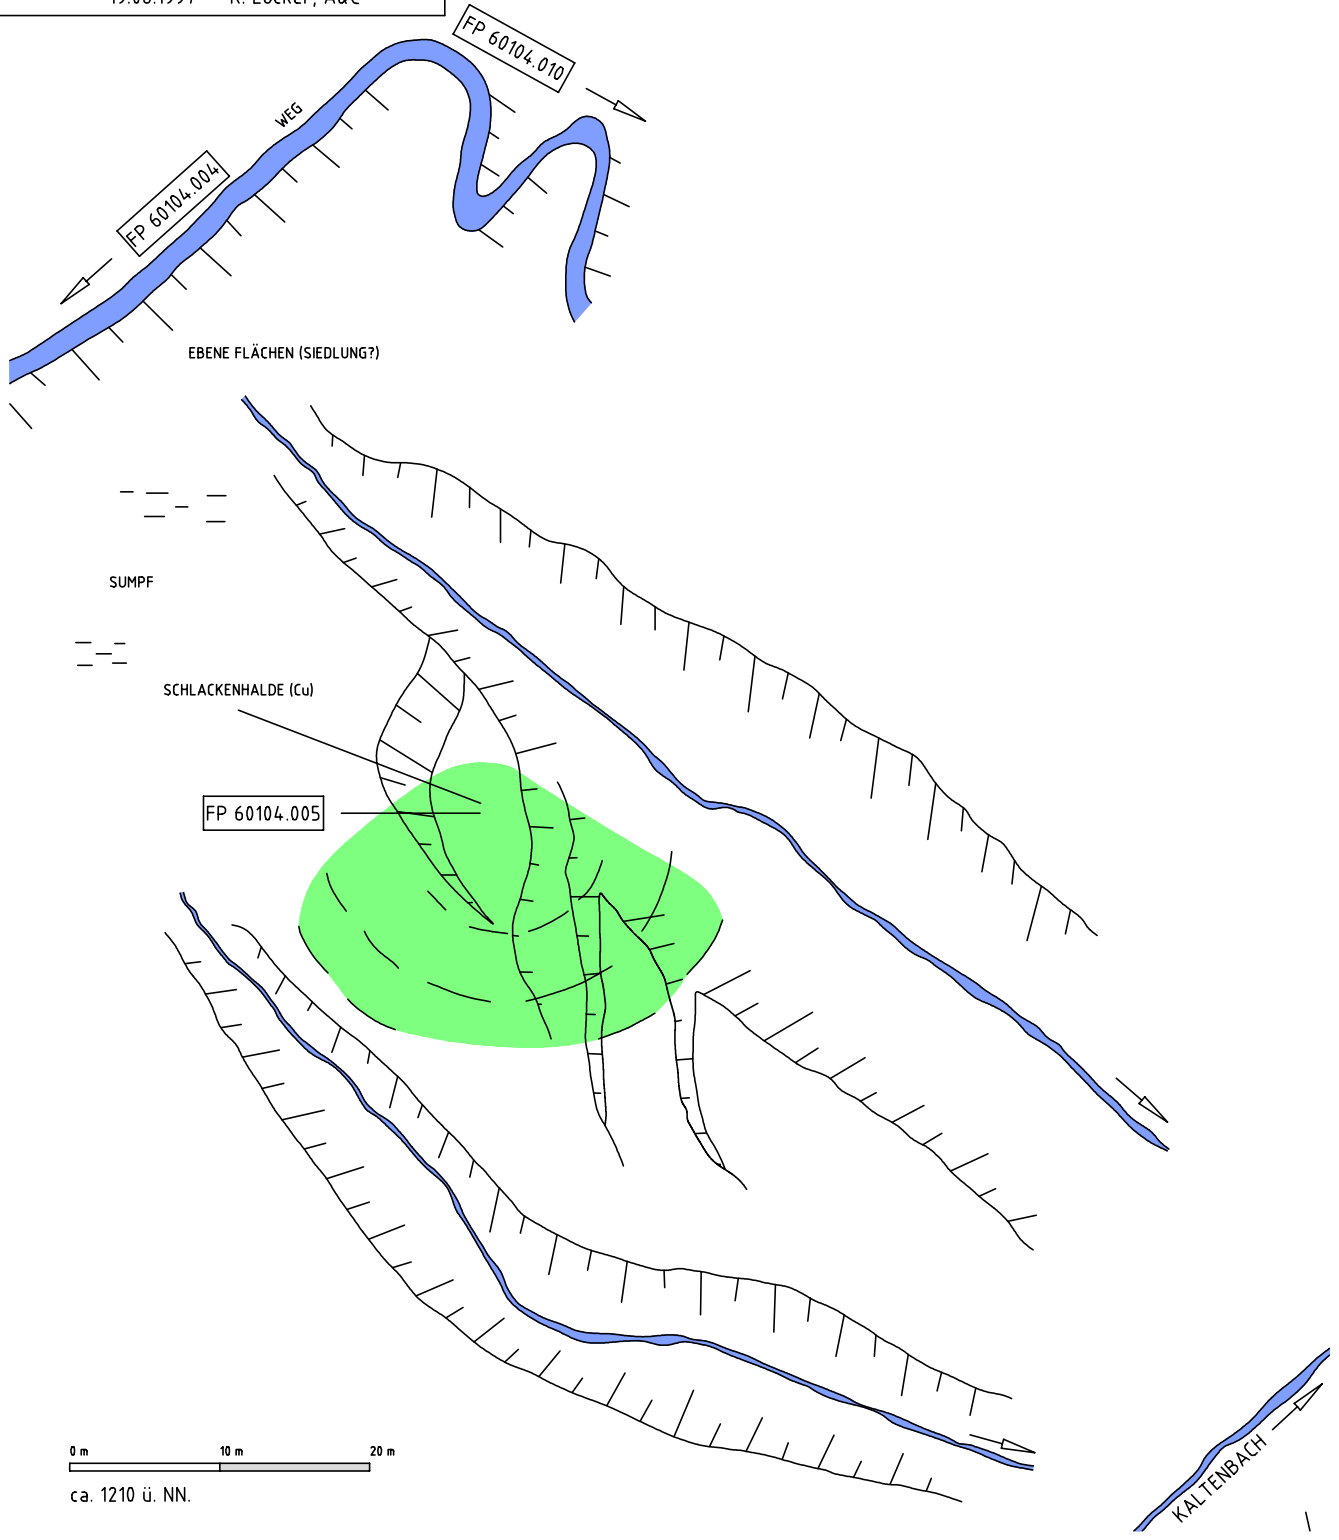 FP 60104.010
WEG
FP 60104.004
EBENE FLÄCHEN (SIEDLUNG?)
SUMPF
SCHLACKENHALDE (Cu)
FP 60104.005
0 m 10 m 20 m
ca. 1210 ü. NN.
KALTENBACH